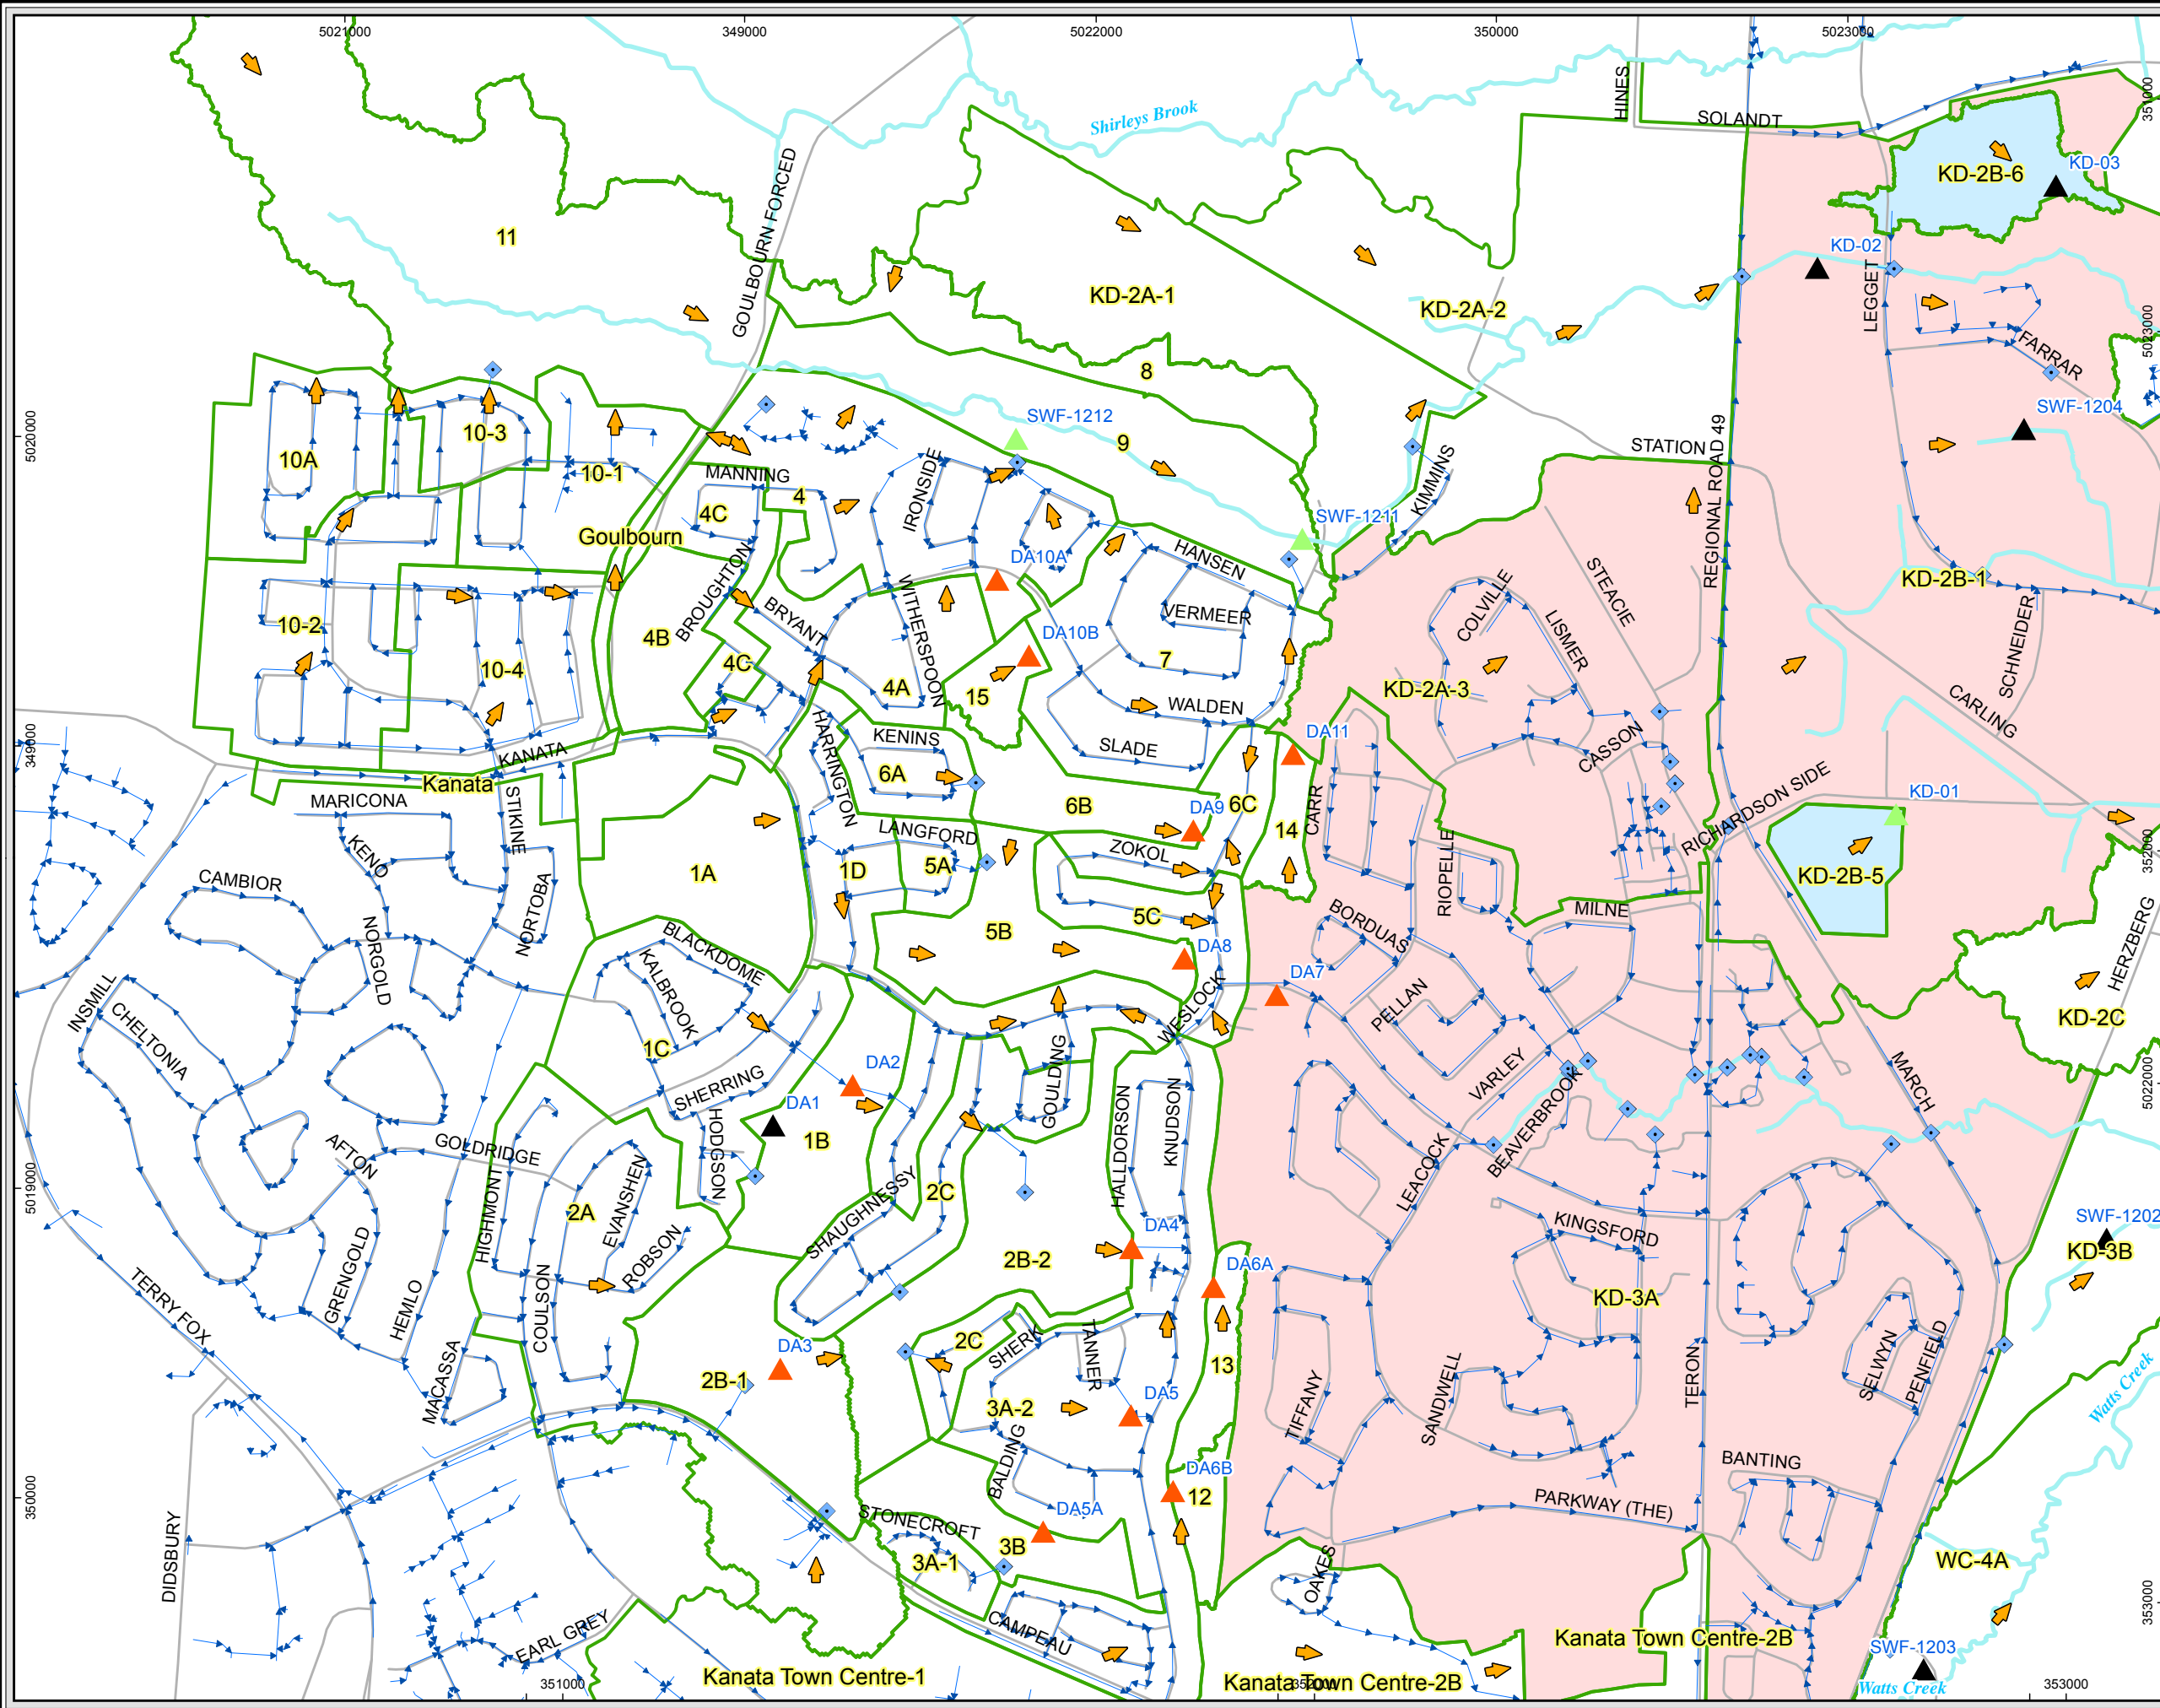 5021000
349000
5022000
350000
5023000
351000
HINES
SOLANDT
Shirleys Brook
KD-2B-6
KD-03
GOULBOURN FORCED
11
KD-02
KD-2A-1
KD-2A-2
LEGGET
FARRAR
5023000
8
SWF-1212
SWF-1204
9
STATION
REGIONAL ROAD 49
5020000
10A
10-3
10-1
MANNING
4
4C
IRONSIDE
KIMMINS
SWF-1211
Goulbourn
DA10A
HANSEN
STEACIE
KD-2B-1
BROUGHTON
BRYANT
WITHERSPOON
VERMEER
COLVILLE
LISMER
SCHNEIDER
10-2
4B
DA10B
7
4C
10-4
4A
15
KD-2A-3
CARLING
WALDEN
349000
KANATA
HARRINGTON
KENINS
SLADE
DA11
CASSON
Kanata
6A
MARICONA
STIKINE
6B
DA9
6C
14
CARR
RICHARDSON SIDE
KD-01
KENO
LANGFORD
ZOKOL
RIOPELLE
352000
CAMBIOR
1A
1D
5A
KD-2B-5
NORTOBA
NORGOLD
5C
BORDUAS
MILNE
BLACKDOME
5B
DA8
HERZBERG
INSMILL
KALBROOK
WESLOCK
DA7
PELLAN
CHELTONIA
KD-2C
1C
GOULDING
DA2
VARLEY
MARCH
SHERRING
HODGSON
DA1
1B
HALLDORSON
KNUDSON
BEAVERBROOK
5022000
AFTON
GOLDRIDGE
LEACOCK
5019000
HIGHMONT
2A
EVANSHEN
2C
SHAUGHNESSY
DA4
KINGSFORD
SWF-1202
KD-3B
GRENGOLD
ROBSON
2B-2
DA6A
TERRY FOX
HEMLO
COULSON
KD-3A
MACASSA
DA3
2C
SHERK
TANNER
13
TERON
SELWYN
PENFIELD
2B-1
3A-2
DA5
TIFFANY
SANDWELL
Watts Creek
BALDING
DA6B
BANTING
350000
12
DIDSBURY
STONECROFT
DA5A
PARKWAY (THE)
3A-1
3B
OAKES
WC-4A
353000
EARL GREY
CAMPEAU
Kanata Town Centre-2B
SWF-1203
Kanata Town Centre-1
Kanata Town Centre-2B
Watts Creek
351000
352000
353000